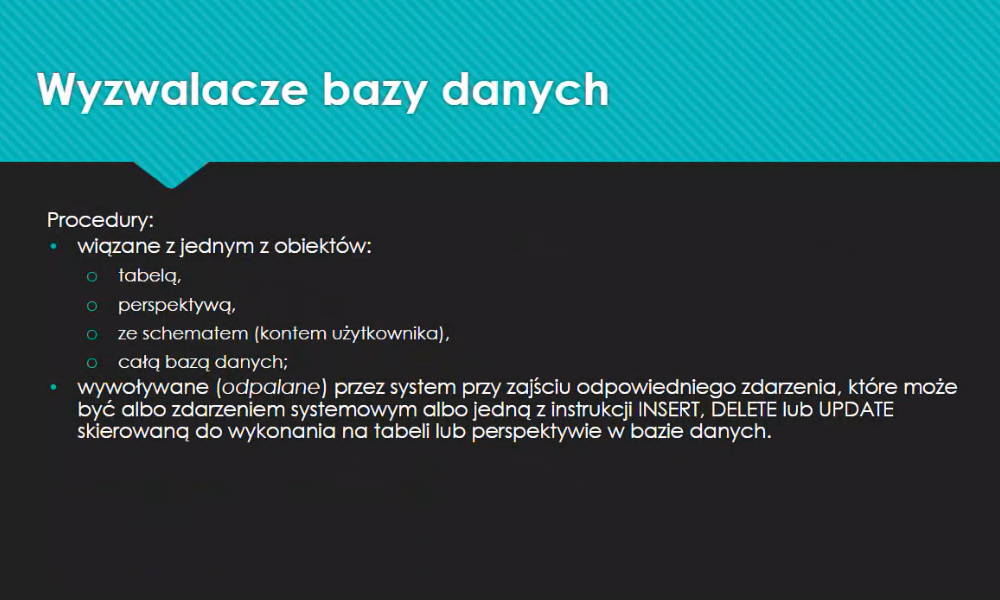 Wyzwalacze bazy danych
Procedury:
• wiązane z jednym z obiektów:
o tabelą,
o perspektywą,
o ze schematem (kontem użytkownika),
o całą bazą danych;
• wywoływane (odpalane) przez system przy zajściu odpowiedniego zdarzenia, które może
być albo zdarzeniem systemowym albo jedną z instrukcji INSERT, DELETE lub UPDATE
skierowaną do wykonania na tabeli lub perspektywie w bazie danych.